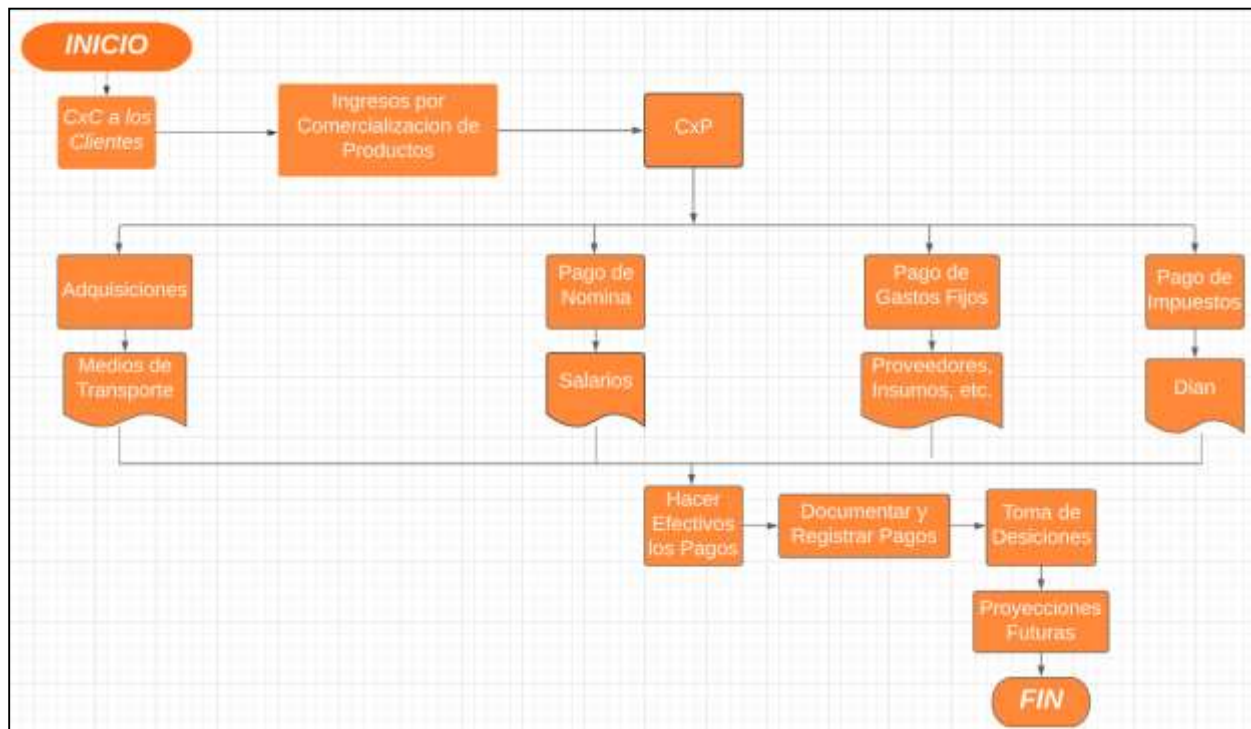 INICIO
CxC a los
Clientes
Ingresos por
Comercializacion de
Productos
CxP
Adquisiciones
Pago de
Nomina
Pago de
Gastos Fijos
Pago de
Impuestos
Medios de
Transporte
Salarios
Proveedores,
Insumos, etc.
Dian
Hacer
Efectivos
los Pagos
Documentar y
Registrar Pagos
Toma de
Desiciones
Proyecciones
Futuras
FIN